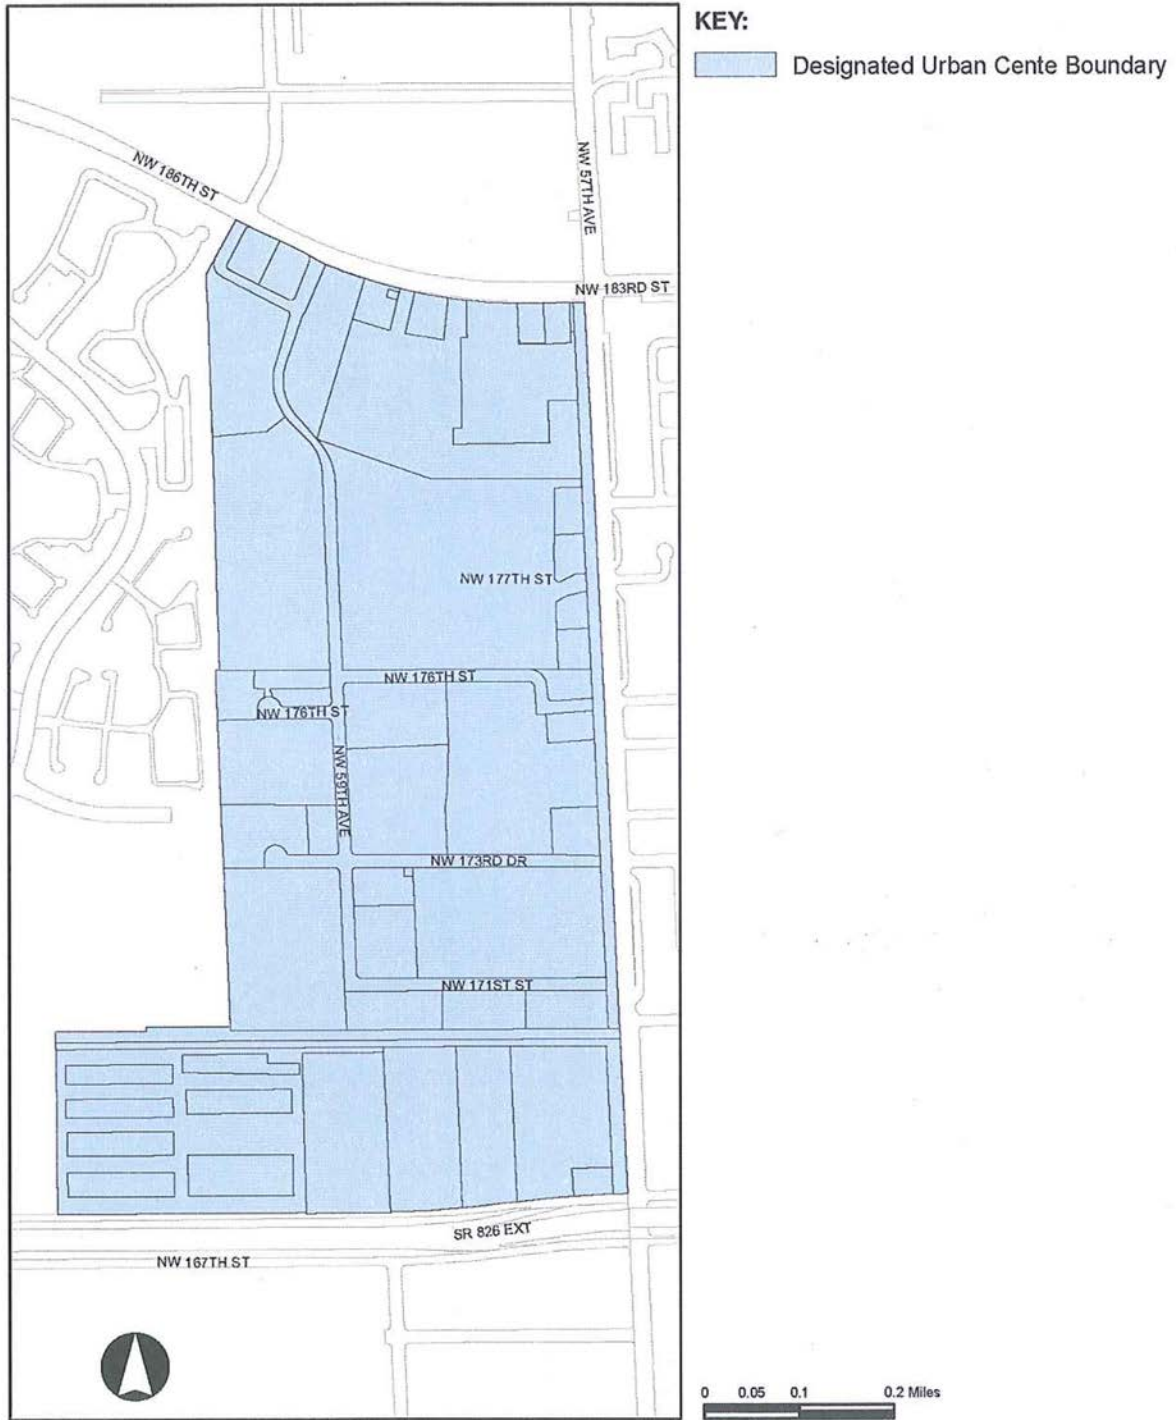 KEY:
Designated Urban Cente Boundary
NW 186TH ST
NW 57TH AVE
NW 183RD ST
NW 177TH ST
NW 176TH ST
NW 176TH ST
NW 59TH AVE
NW 173RD DR
NW 171ST ST
SR 826 EXT
NW 167TH ST
0 0.05 0.1 0.2 Miles